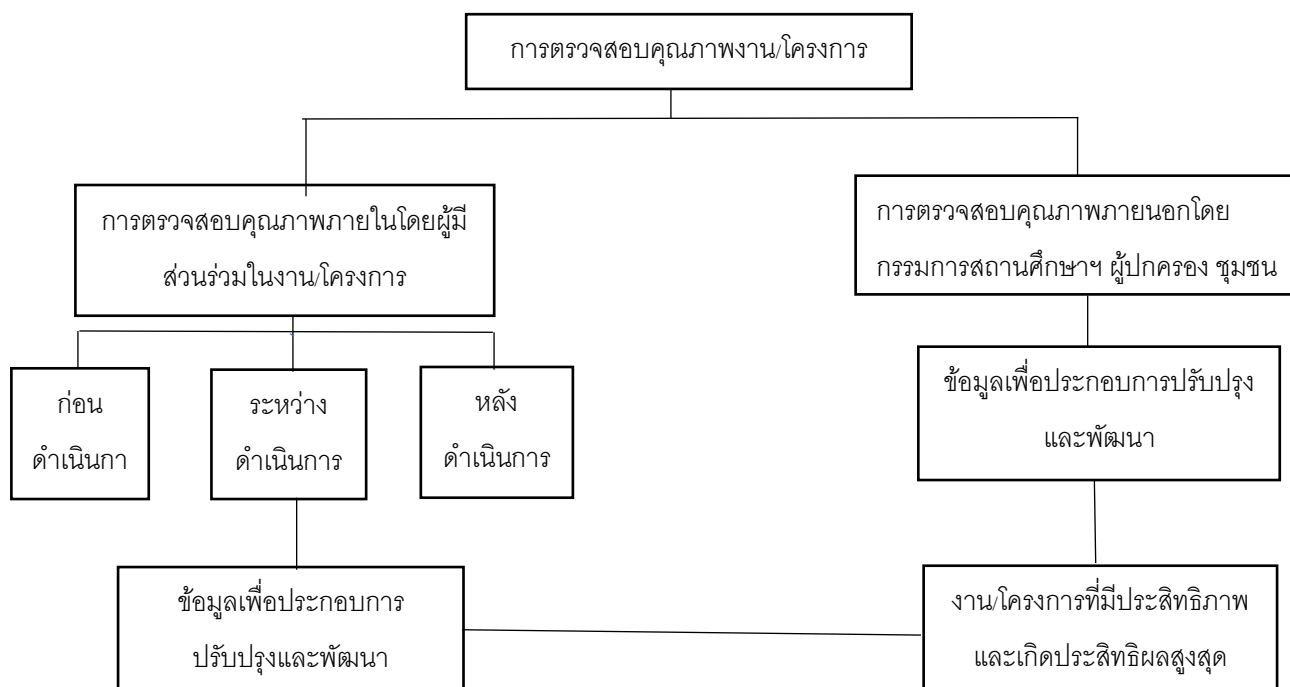 การตรวจสอบคุณภาพงาน/โครงการ
การตรวจสอบคุณภาพภายในโดยผู้มี
ส่วนร่วมในงาน/โครงการ
การตรวจสอบคุณภาพภายนอกโดย
กรรมการสถานศึกษาฯ ผู้ปกครอง ชุมชน
ก่อน
ดำเนินกา
ระหว่าง
ดำเนินการ
หลัง
ดำเนินการ
ข้อมูลเพื่อประกอบการปรับปรุง
และพัฒนา
ข้อมูลเพื่อประกอบการ
ปรับปรุงและพัฒนา
งาน/โครงการที่มีประสิทธิภาพ
และเกิดประสิทธิผลสูงสุด